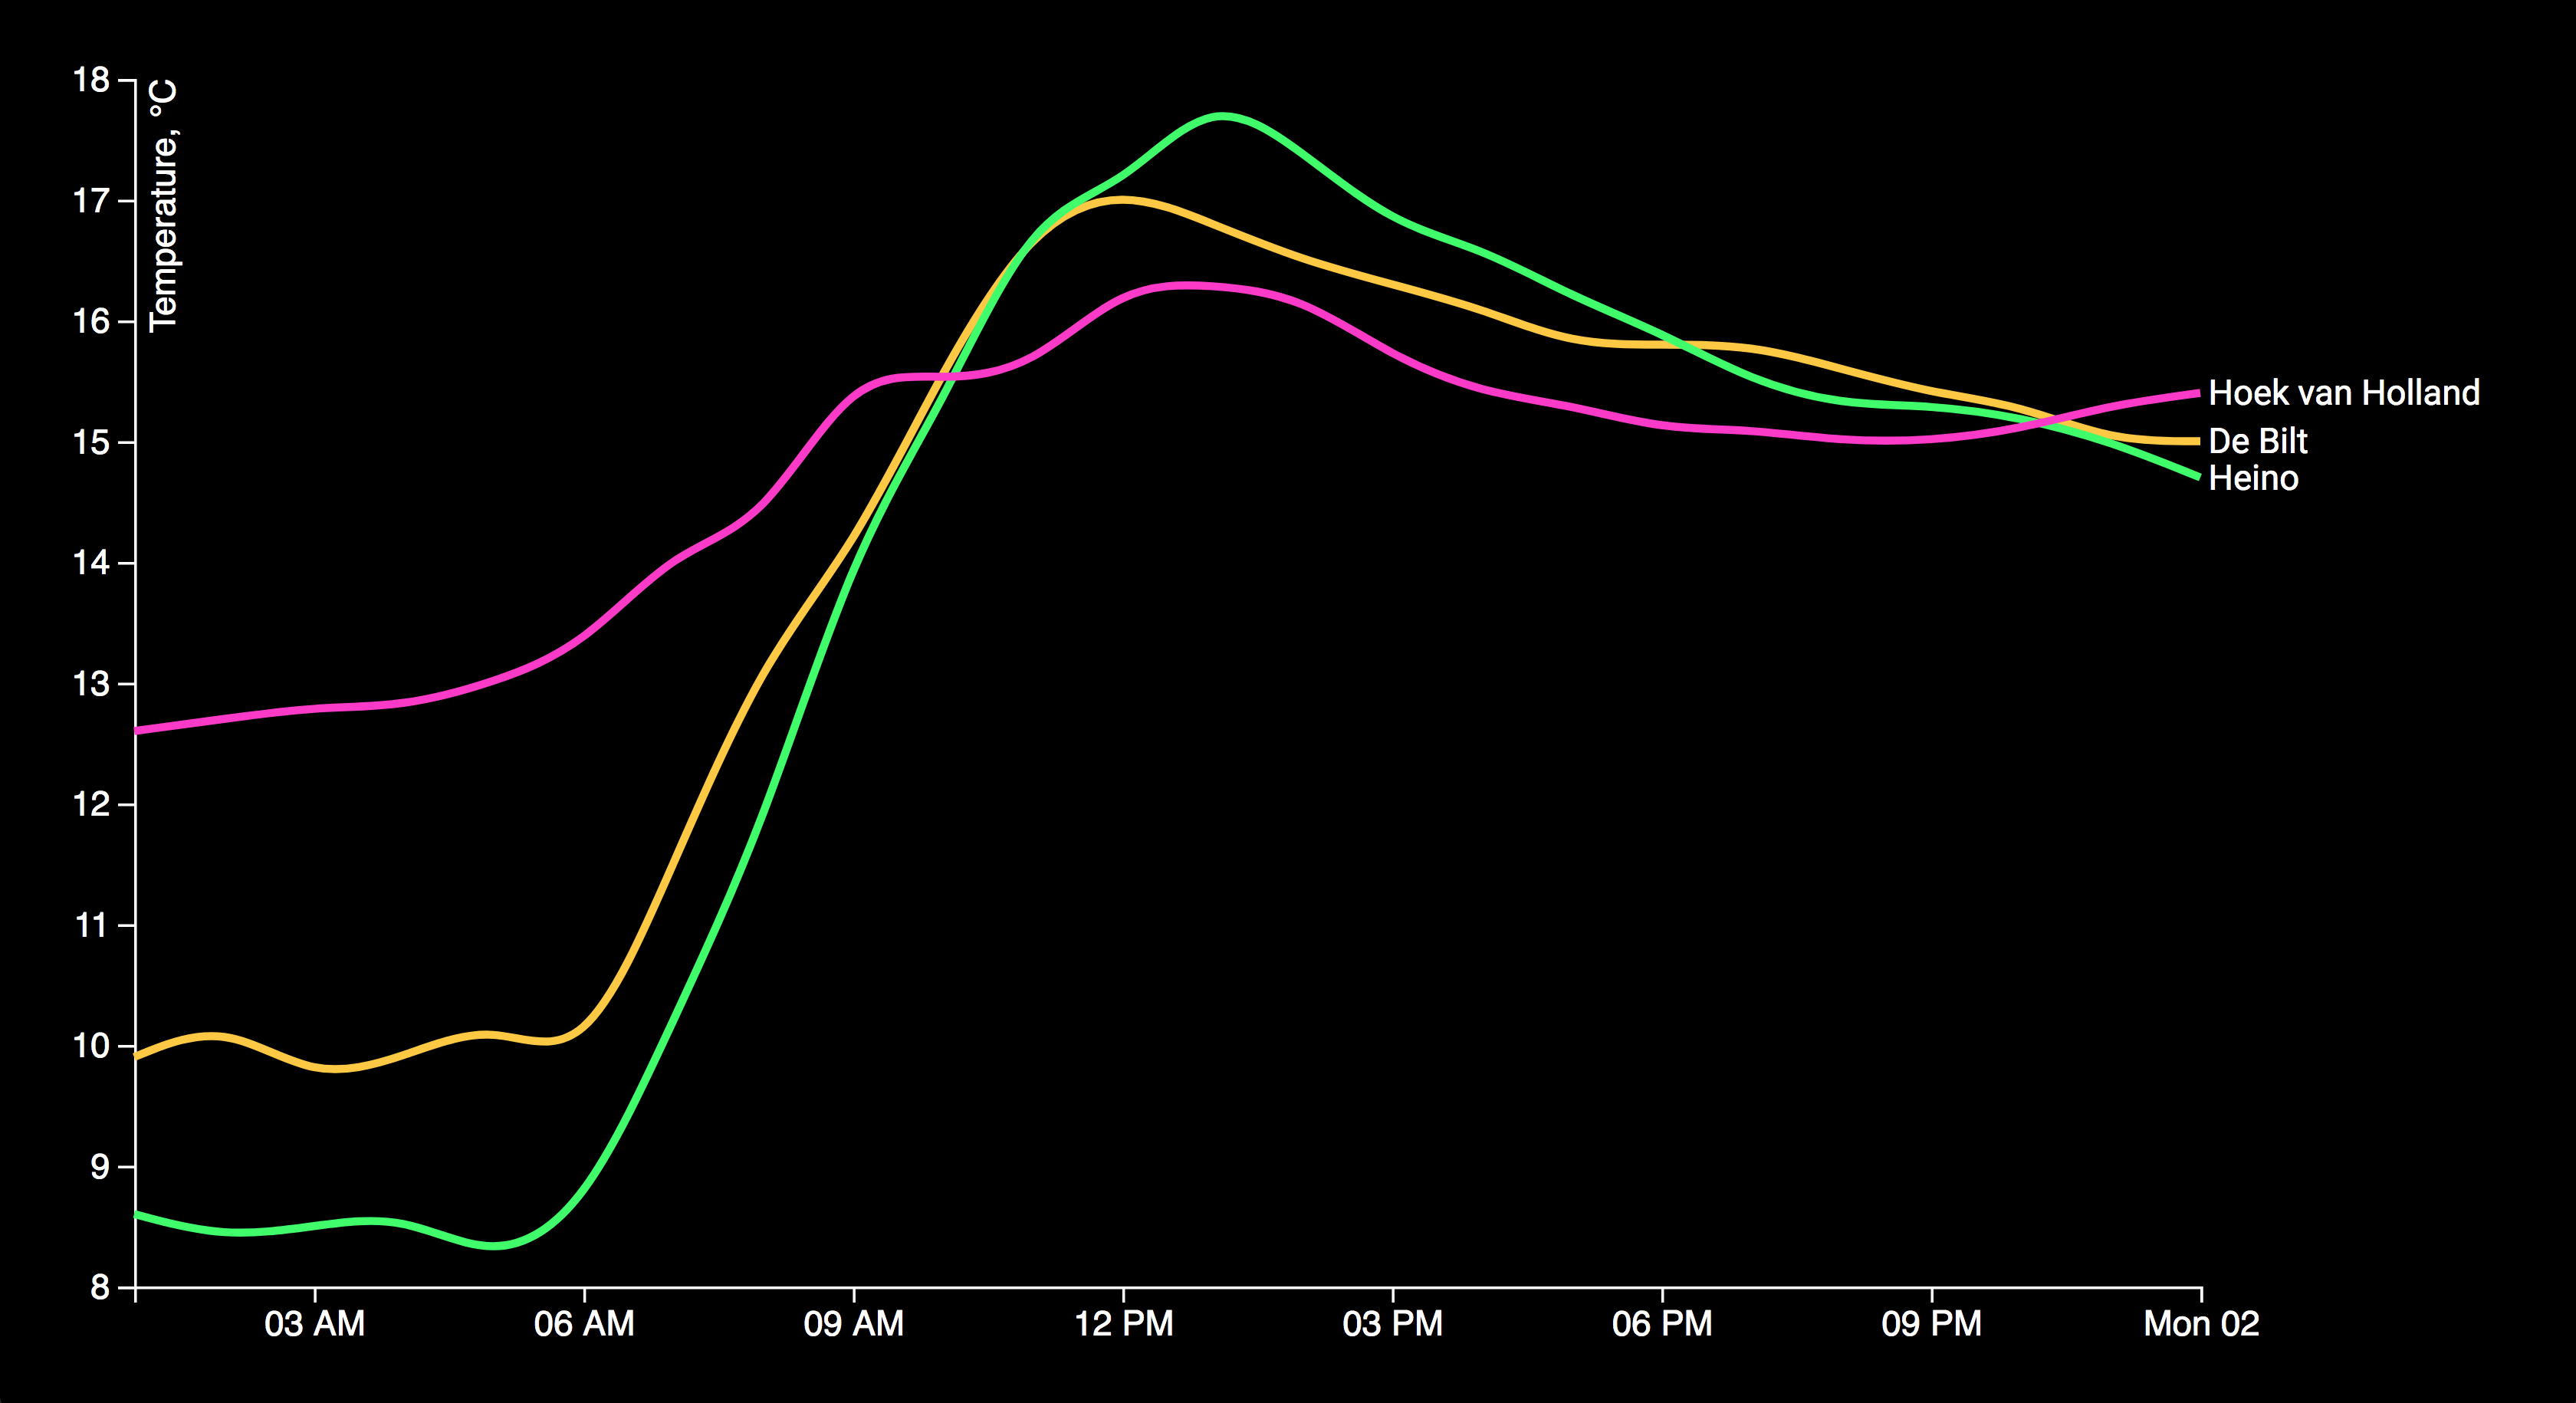 18
Temperature, °C
17
16
15
14
13
12
11
10
9
8
Hoek van Holland
De Bilt
Heino
03 AM
06 AM
09 AM
12 PM
03 PM
06 PM
09 PM
Mon 02